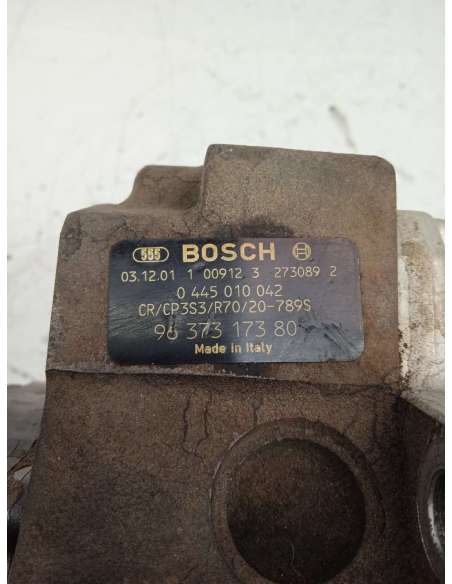 555 BOSCH
03.12.01 1 00912 3 273089 2
0 445 010 042
CR/CP3S3/R70/20-789S
96 373 173 80
Made in Italy